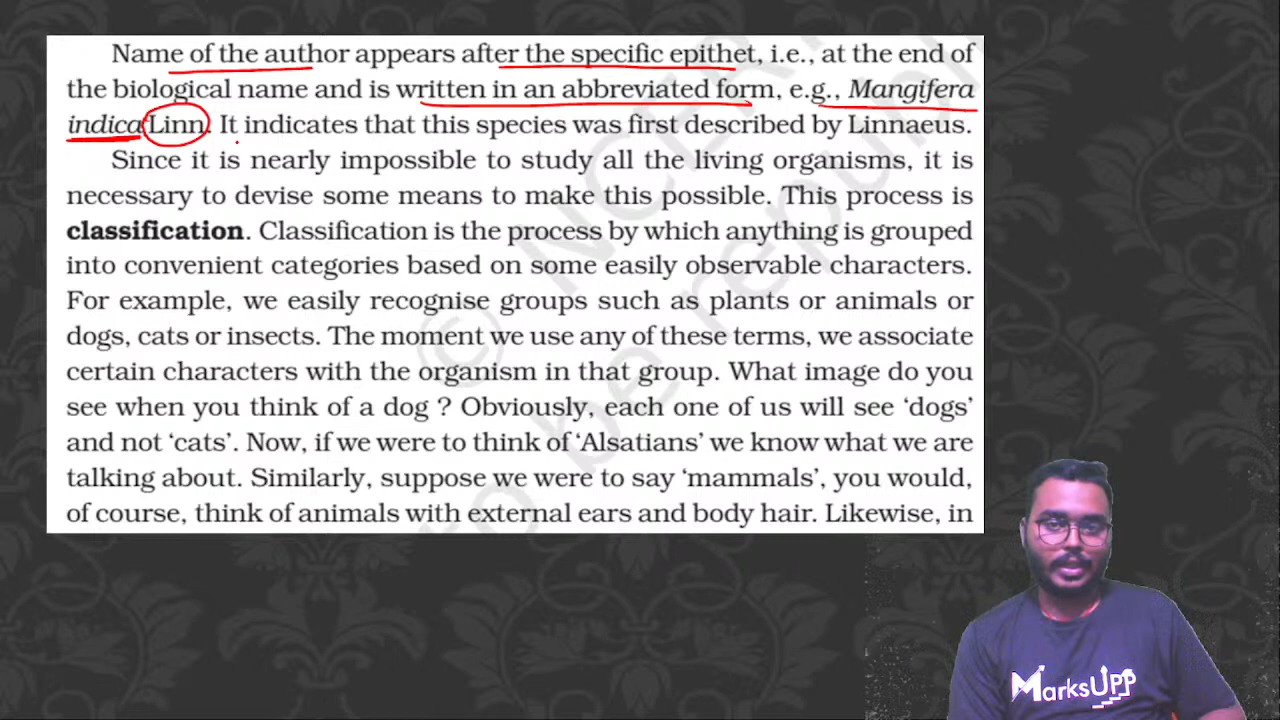 Name of the author appears after the specific epithet, i.e., at the end of
the biological name and is written in an abbreviated form, e.g., Mangifera
indica Linn. It indicates that this species was first described by Linnaeus.
Since it is nearly impossible to study all the living organisms, it is
necessary to devise some means to make this possible. This process is
classification. Classification is the process by which anything is grouped
into convenient categories based on some easily observable characters.
For example, we easily recognise groups such as plants or animals or
dogs, cats or insects. The moment we use any of these terms, we associate
certain characters with the organism in that group. What image do you
see when you think of a dog ? Obviously, each one of us will see ‘dogs’
and not ‘cats’. Now, if we were to think of ‘Alsatians’ we know what we are
talking about. Similarly, suppose we were to say ‘mammals’, you would,
of course, think of animals with external ears and body hair. Likewise, in
MarksUpp